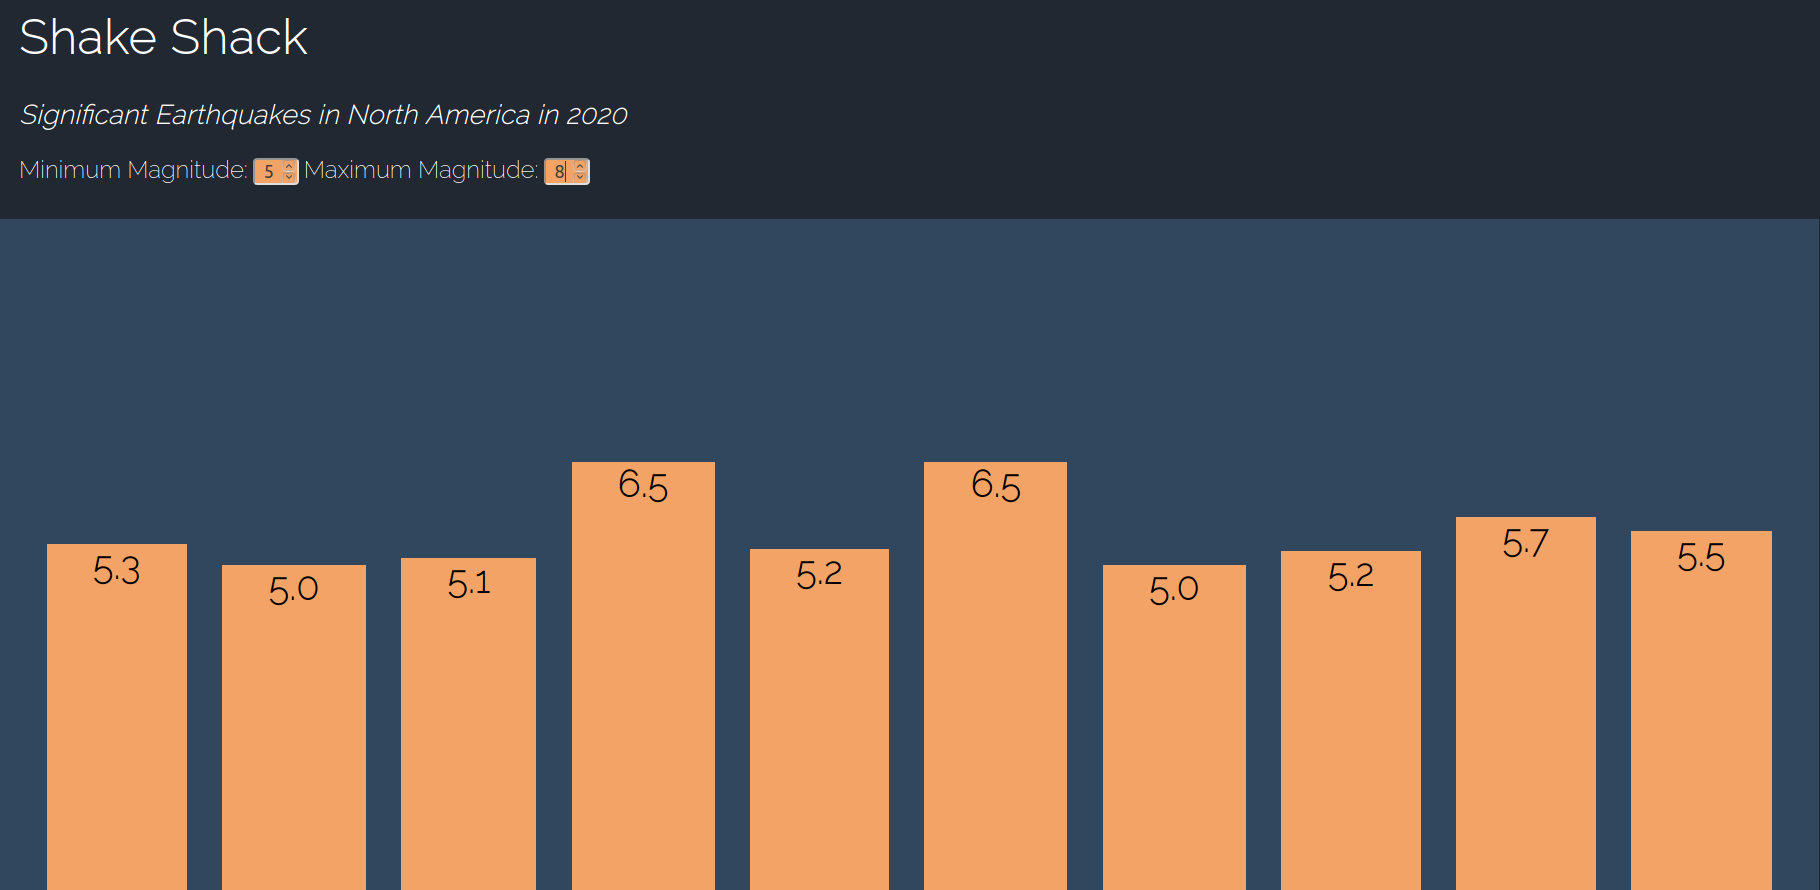 Shake Shack
Significant Earthquakes in North America in 2020
Minimum Magnitude: 5 Maximum Magnitude: 8
5.3 5.0 5.1 6.5 5.2 6.5 5.0 5.2 5.7 5.5